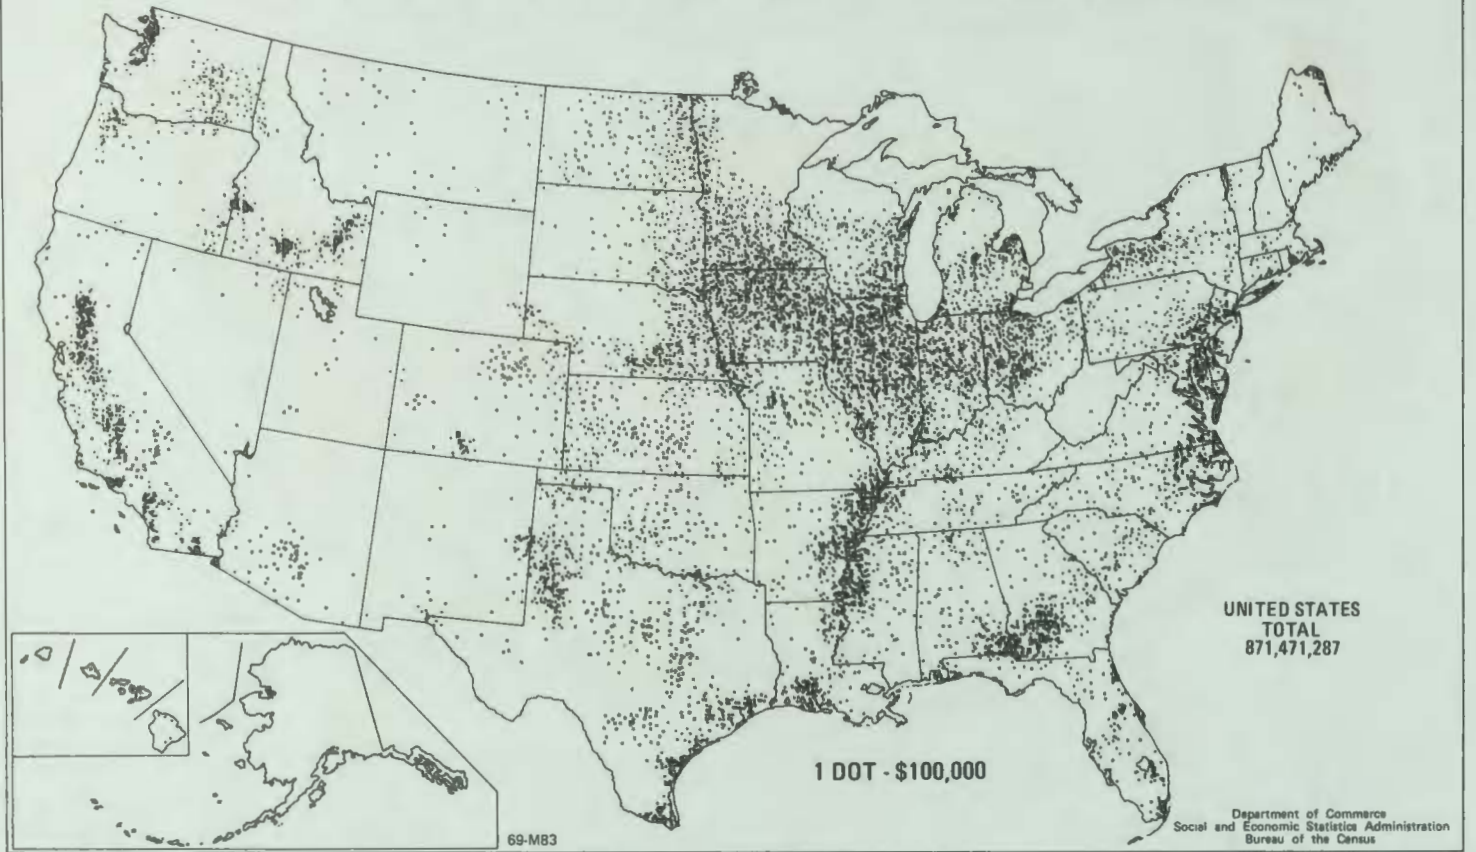 UNITED STATES
TOTAL
871,471,287
1 DOT - $100,000
Department of Commerce
Social and Economic Statistics Administration
Bureau of the Census
69-M83